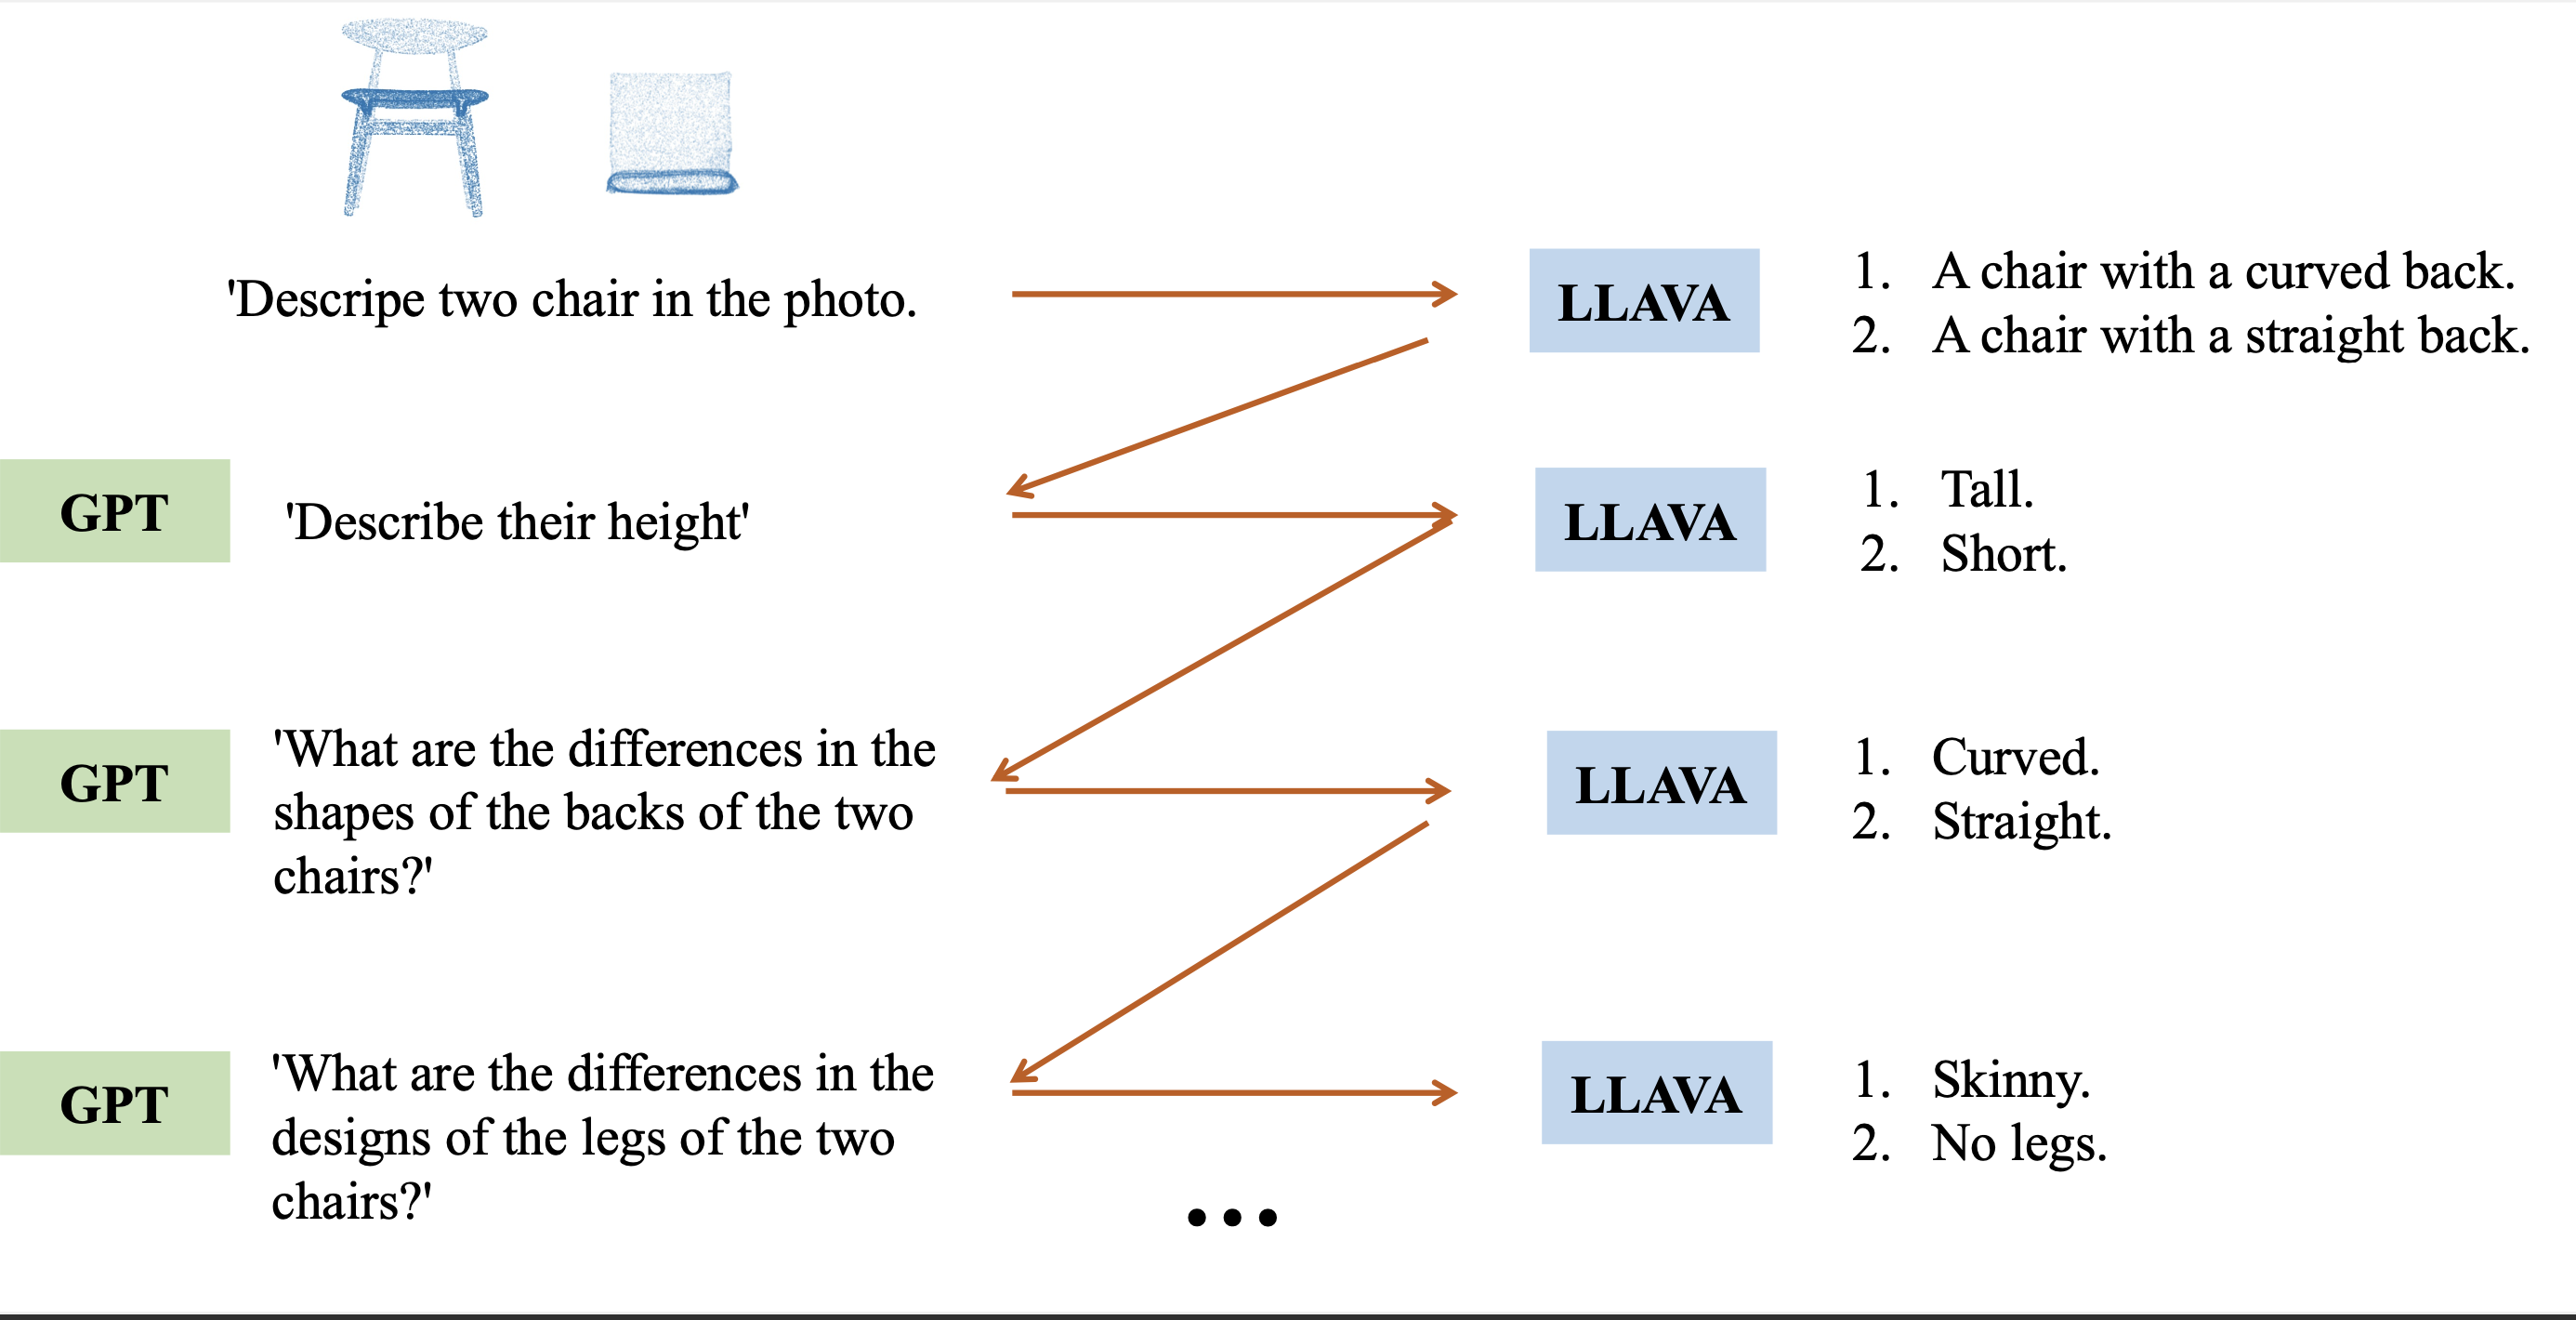 'Descripe two chair in the photo.
LLAVA
1. A chair with a curved back.
2. A chair with a straight back.
GPT
'Describe their height'
LLAVA
1. Tall.
2. Short.
GPT
'What are the differences in the
shapes of the backs of the two
chairs?'
LLAVA
1. Curved.
2. Straight.
GPT
'What are the differences in the
designs of the legs of the two
chairs?'
LLAVA
1. Skinny.
2. No legs.
...